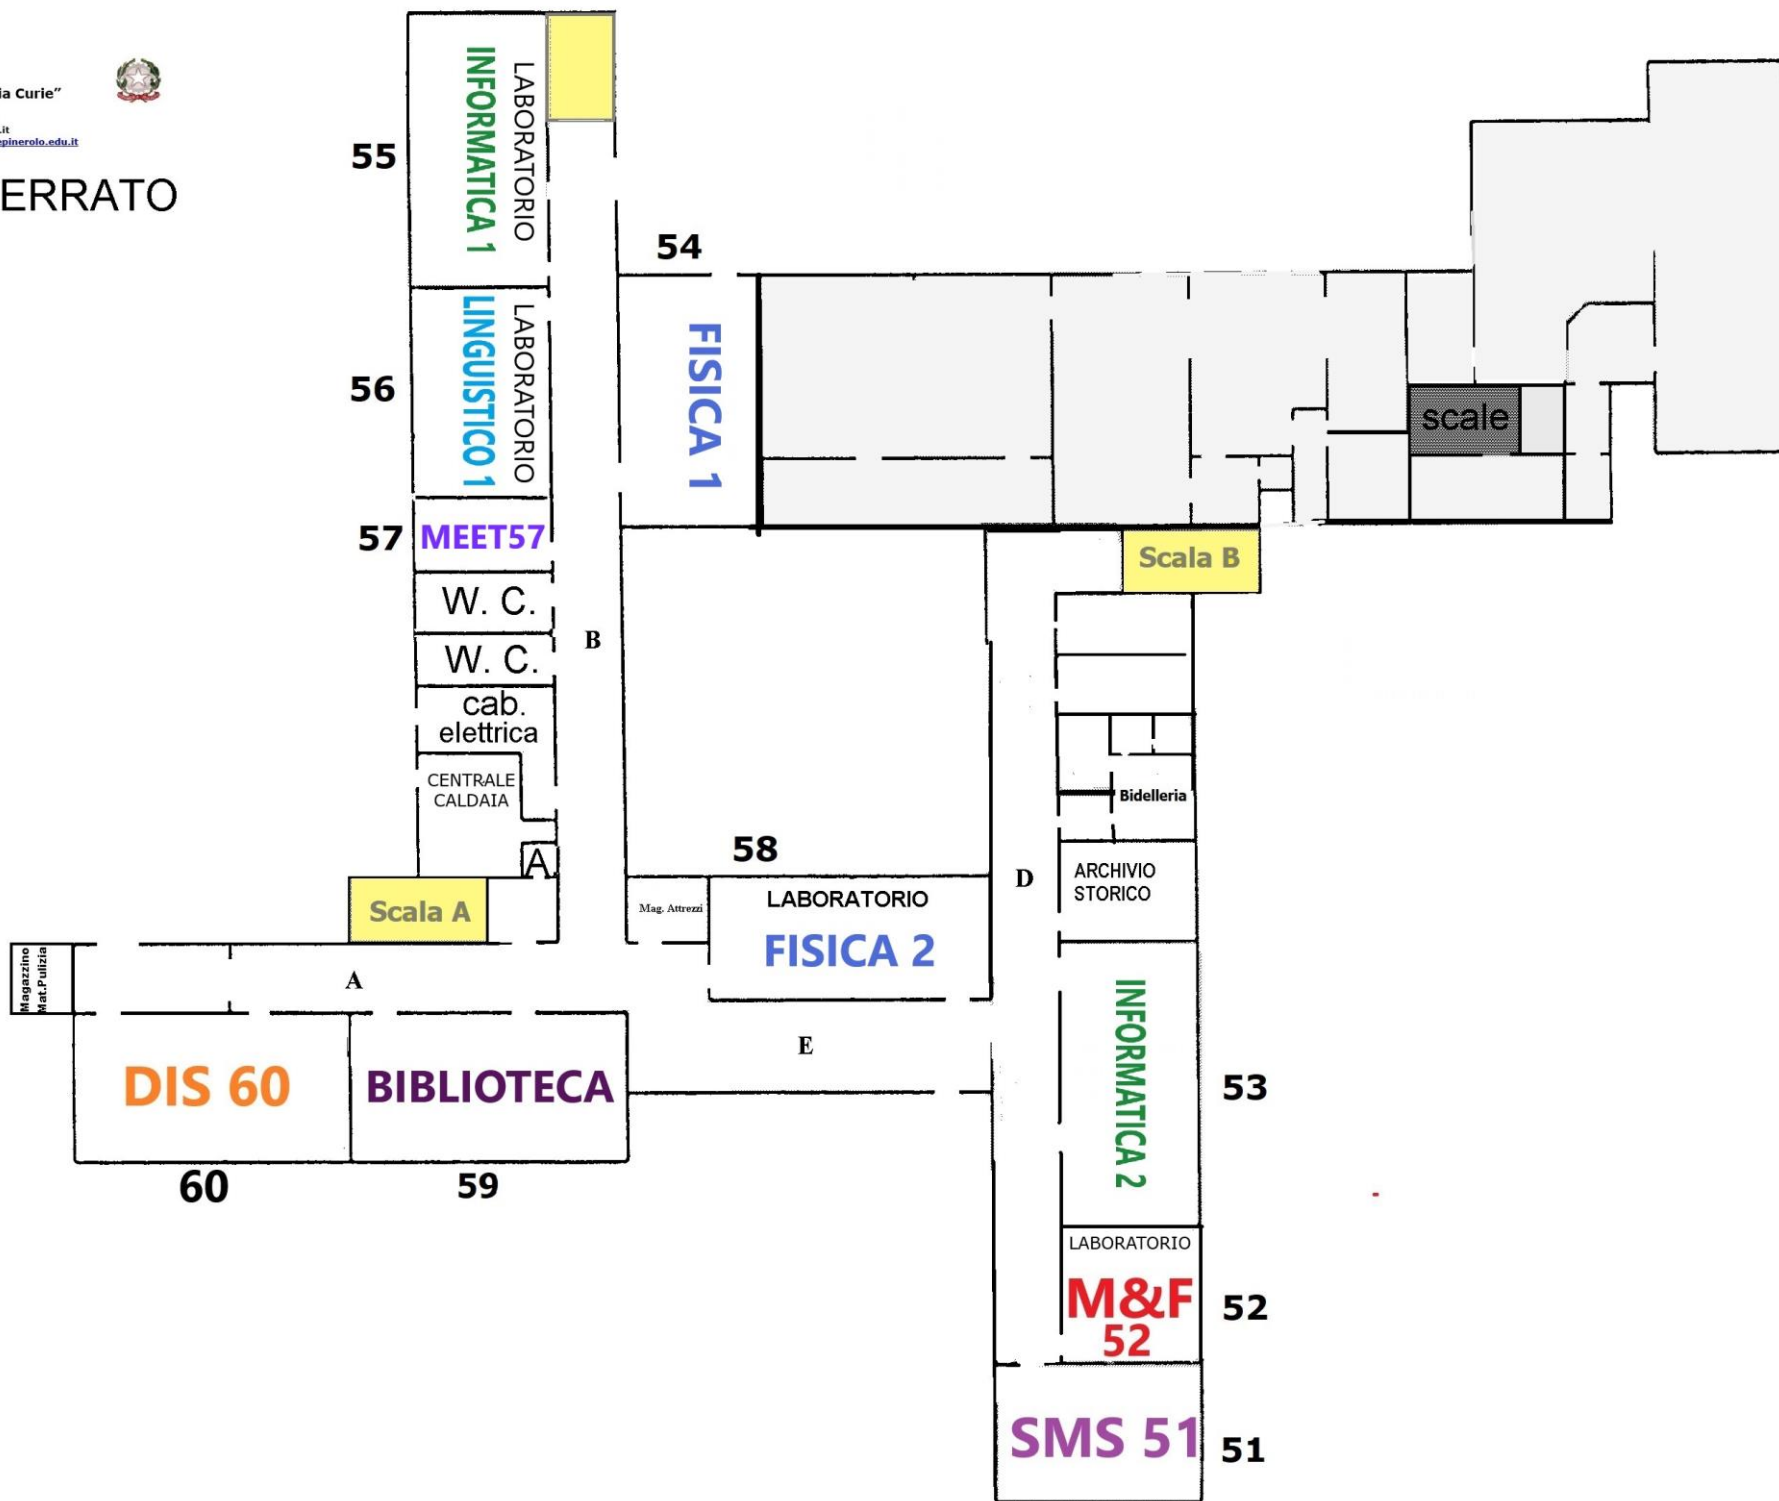 ia Curie”
.it
epinerolo.edu.it
ERRATO
55
LABORATORIO
INFORMATICA 1
54
56
LABORATORIO
LINGUISTICO 1
FISICA 1
scale
57
MEET57
Scala B
W. C.
B
W. C.
cab.
elettrica
CENTRALE
CALDAIA
Bidelleria
58
A
D
ARCHIVIO
STORICO
Scala A
Mag. Attrezzi
LABORATORIO
FISICA 2
Magazzino
Mat.Pulizia
A
E
INFORMATICA 2
53
DIS 60
BIBLIOTECA
60
59
LABORATORIO
M&F
52
52
SMS 51
51